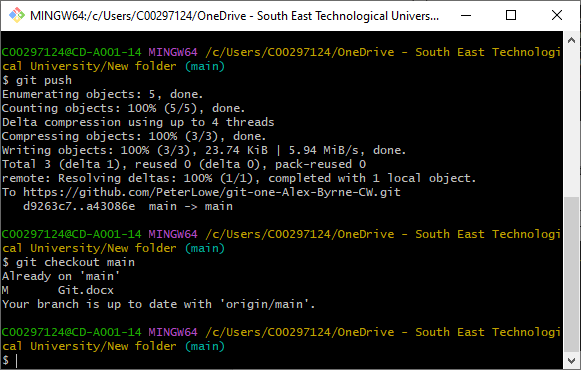 MINGW64:/c/Users/C00297124/OneDrive - South East Technological Univers...
C00297124@CD-A001-14 MINGW64 /c/Users/C00297124/OneDrive - South East Technologi
cal University/New folder (main)
$ git push
Enumerating objects: 5, done.
Counting objects: 100% (5/5), done.
Delta compression using up to 4 threads
Compressing objects: 100% (3/3), done.
Writing objects: 100% (3/3), 23.74 KiB | 5.94 MiB/s, done.
Total 3 (delta 1), reused 0 (delta 0), pack-reused 0
remote: Resolving deltas: 100% (1/1), completed with 1 local object.
To https://github.com/PeterLowe/git-one-Alex-Byrne-CW.git
   d9263c7..a43086e  main -> main
C00297124@CD-A001-14 MINGW64 /c/Users/C00297124/OneDrive - South East Technologi
cal University/New folder (main)
$ git checkout main
Already on 'main'
M       Git.docx
Your branch is up to date with 'origin/main'.
C00297124@CD-A001-14 MINGW64 /c/Users/C00297124/OneDrive - South East Technologi
cal University/New folder (main)
$